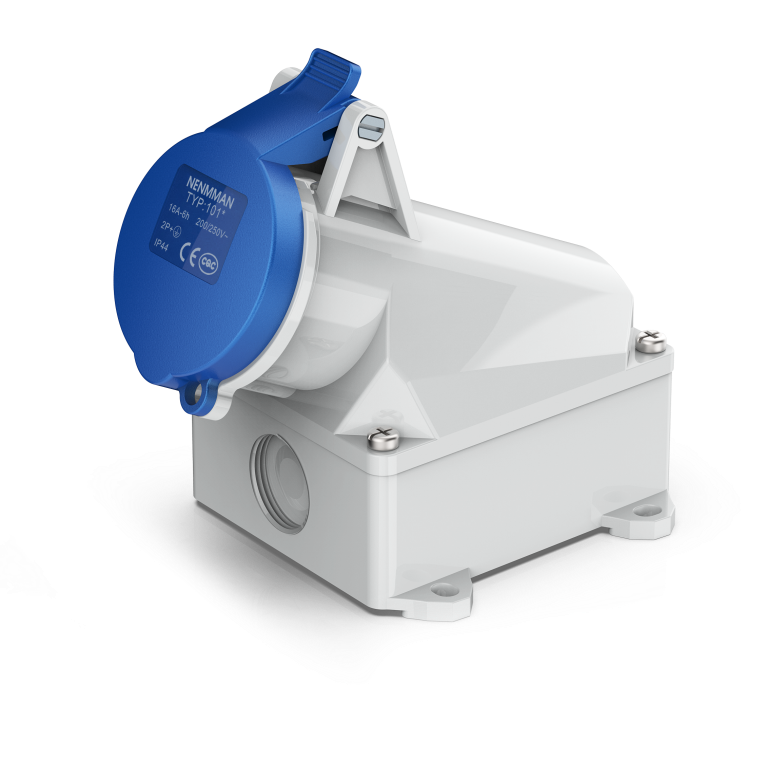 NENMMAN
TYP:101*
16A-6h 200/250V~
2P+⏚
IP44 CE CQC